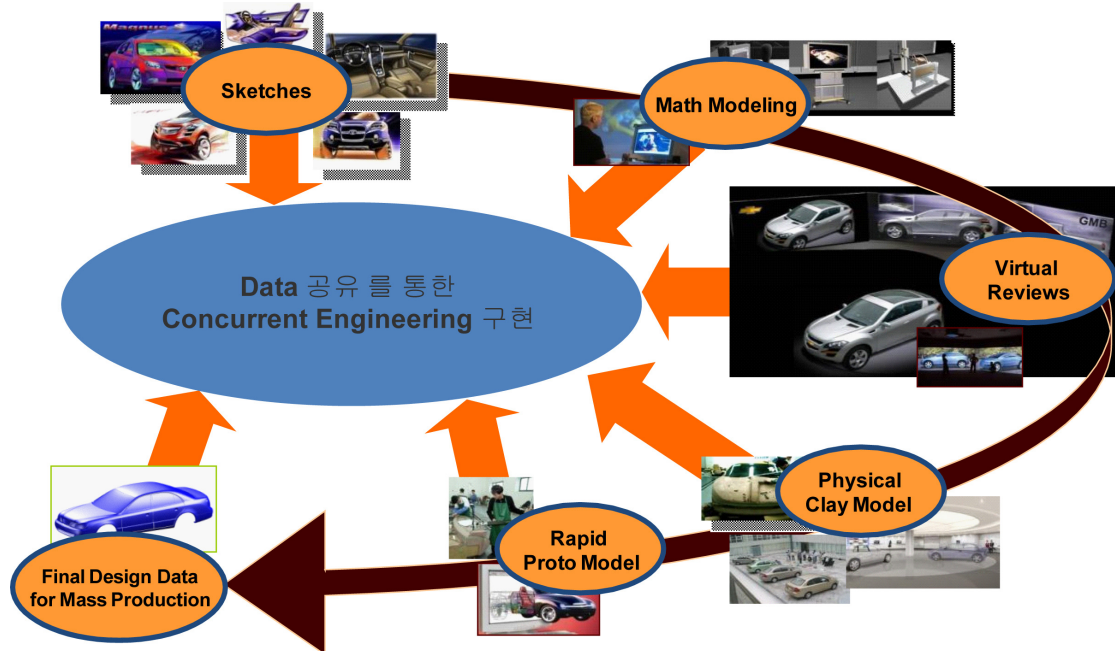 Magnus
Sketches
Math Modeling
GMB
Virtual
Reviews
Data 공유 를 통한
Concurrent Engineering 구현
Physical
Clay Model
Rapid
Proto Model
Final Design Data
for Mass Production